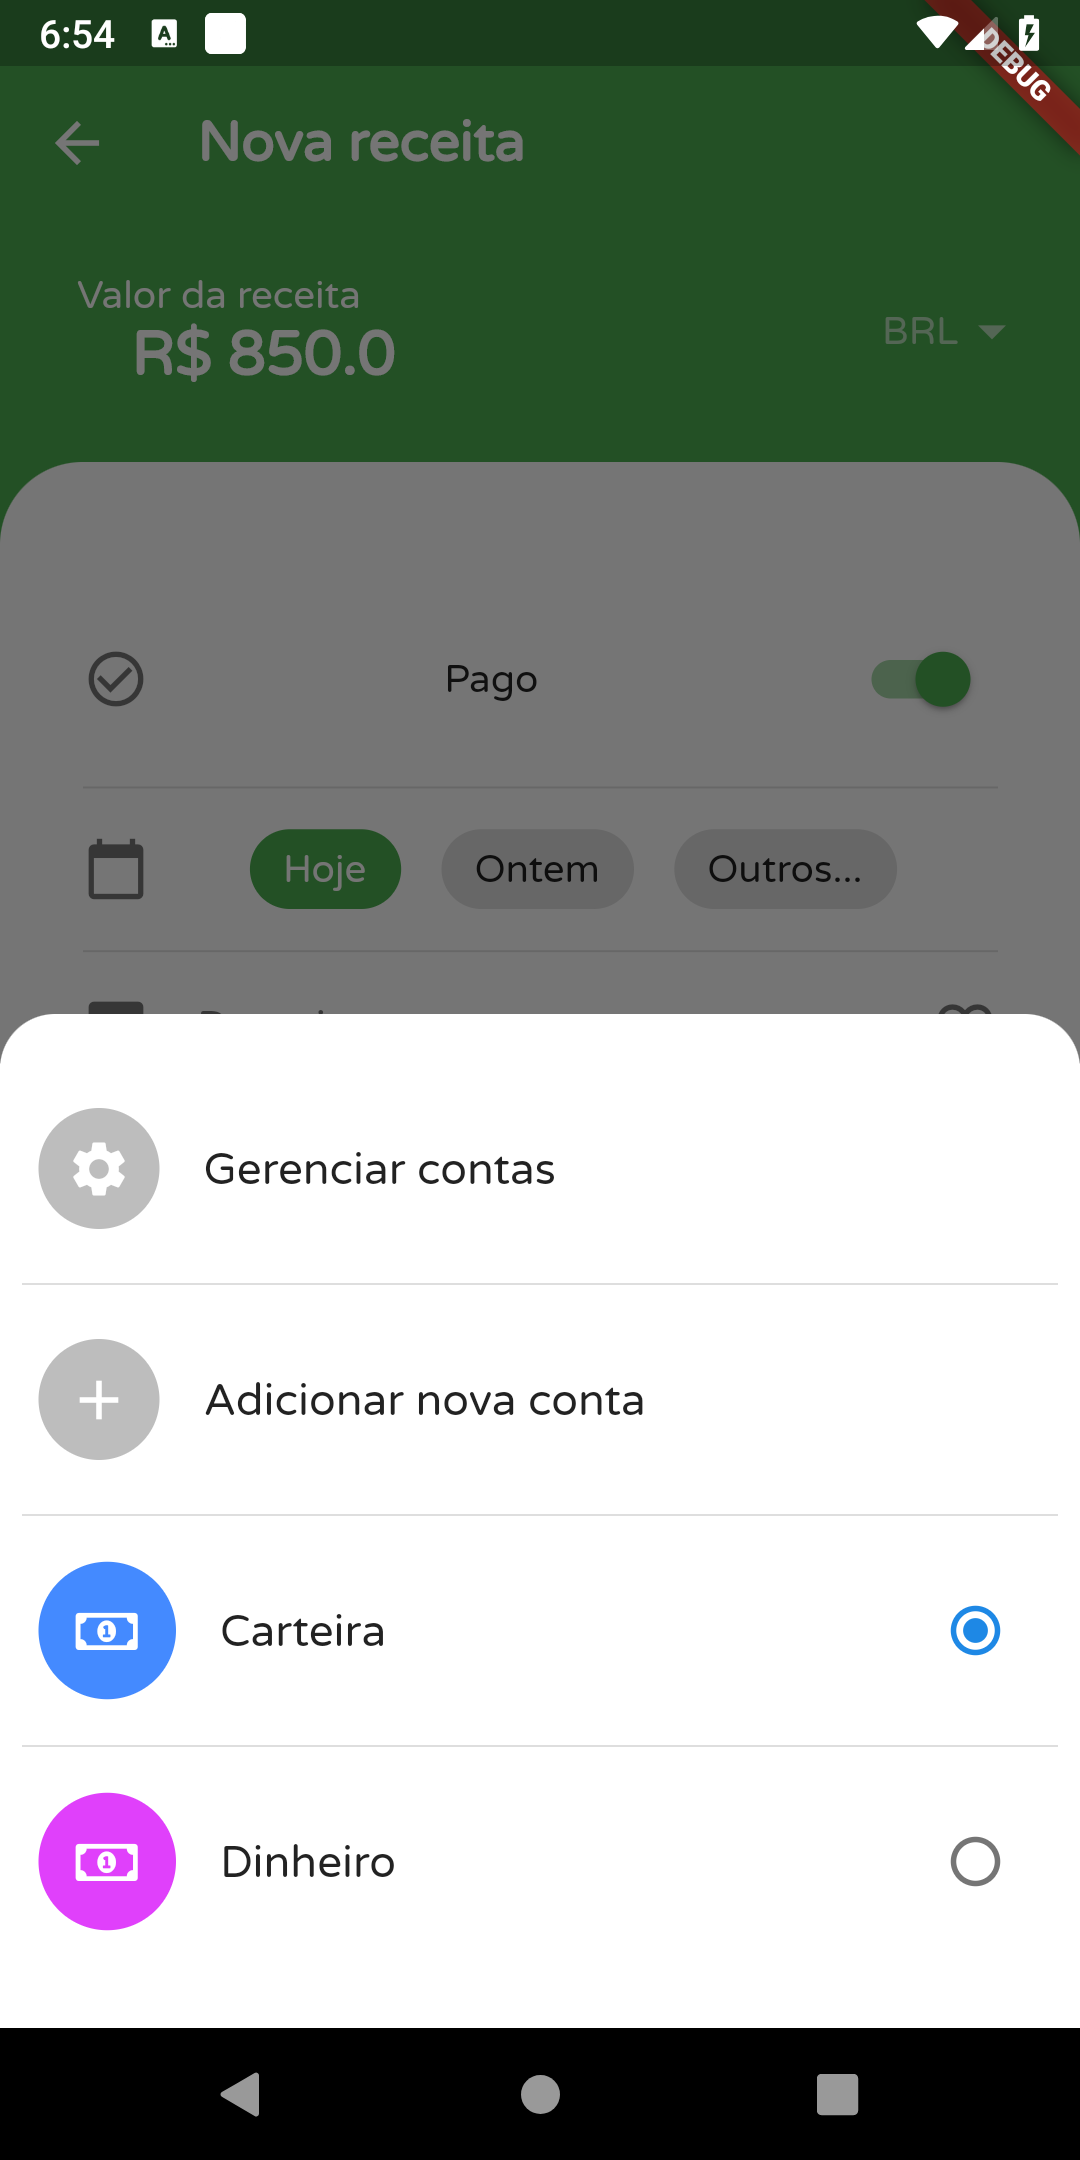 6:54
DEBUG
Nova receita
Valor da receita
R$ 850.0
BRL
Pago
Hoje
Ontem
Outros...
Gerenciar contas
Adicionar nova conta
Carteira
Dinheiro